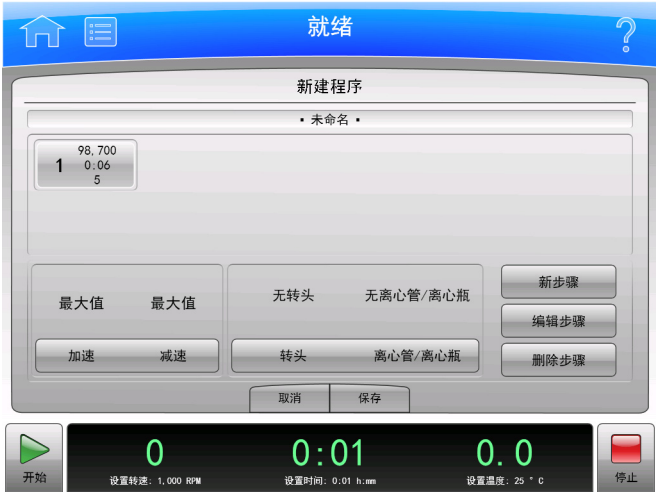 就绪
?
新建程序
▪ 未命名 ▪
98,700
1 0:06
5
最大值 最大值 无转头 无离心管/离心瓶 新步骤
编辑步骤
加速 减速 转头 离心管/离心瓶 删除步骤
取消 保存
0 0:01 0.0
开始 设置转速: 1,000 RPM 设置时间: 0:01 h:mm 设置温度: 25 °C 停止